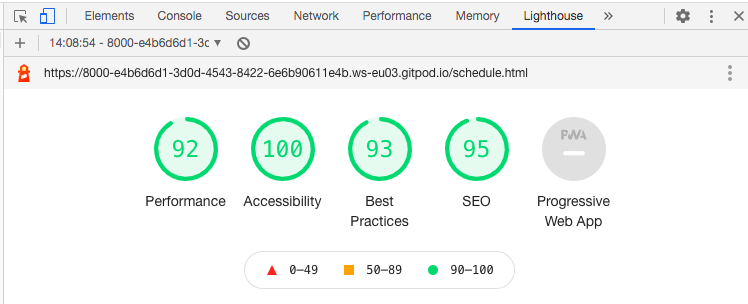 Elements Console Sources Network Performance Memory Lighthouse »
+ 14:08:54 - 8000-e4b6d6d1-3c
https://8000-e4b6d6d1-3d0d-4543-8422-6e6b90611e4b.ws-eu03.gitpod.io/schedule.html
92 100 93 95 PWA
Performance Accessibility Best Practices SEO Progressive Web App
0–49 50–89 90–100